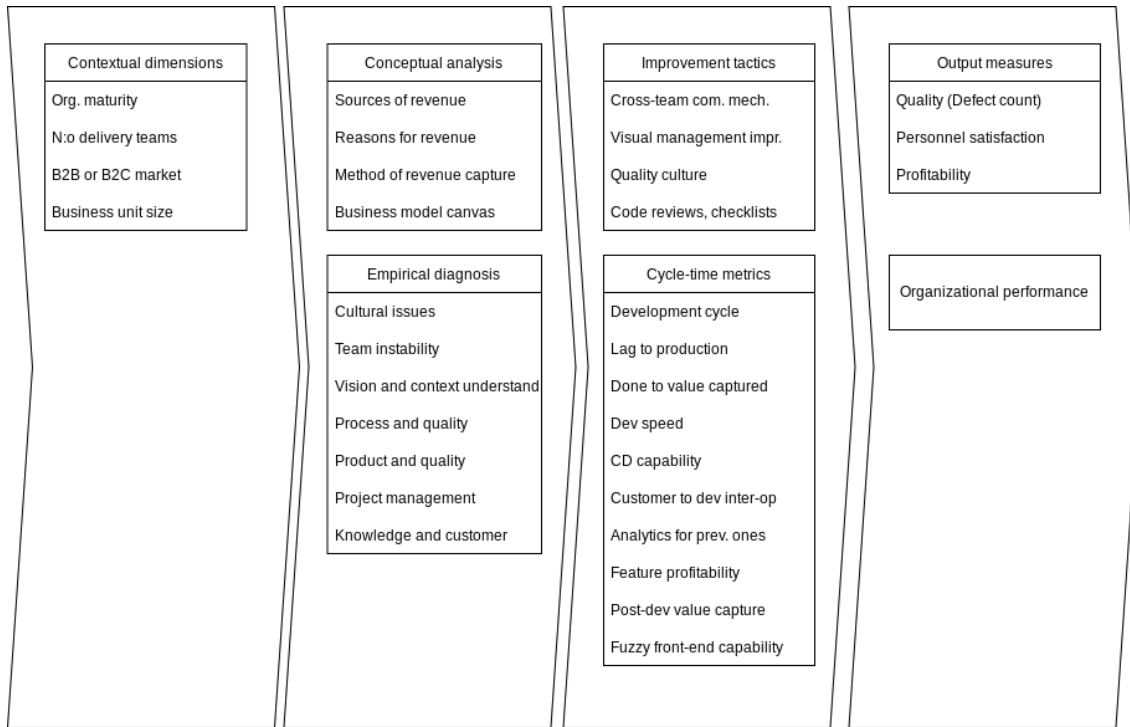 Contextual dimensions
Org. maturity
N:o delivery teams
B2B or B2C market
Business unit size
Conceptual analysis
Sources of revenue
Reasons for revenue
Method of revenue capture
Business model canvas
Empirical diagnosis
Cultural issues
Team instability
Vision and context understand
Process and quality
Product and quality
Project management
Knowledge and customer
Improvement tactics
Cross-team com. mech.
Visual management impr.
Quality culture
Code reviews, checklists
Cycle-time metrics
Development cycle
Lag to production
Done to value captured
Dev speed
CD capability
Customer to dev inter-op
Analytics for prev. ones
Feature profitability
Post-dev value capture
Fuzzy front-end capability
Output measures
Quality (Defect count)
Personnel satisfaction
Profitability
Organizational performance